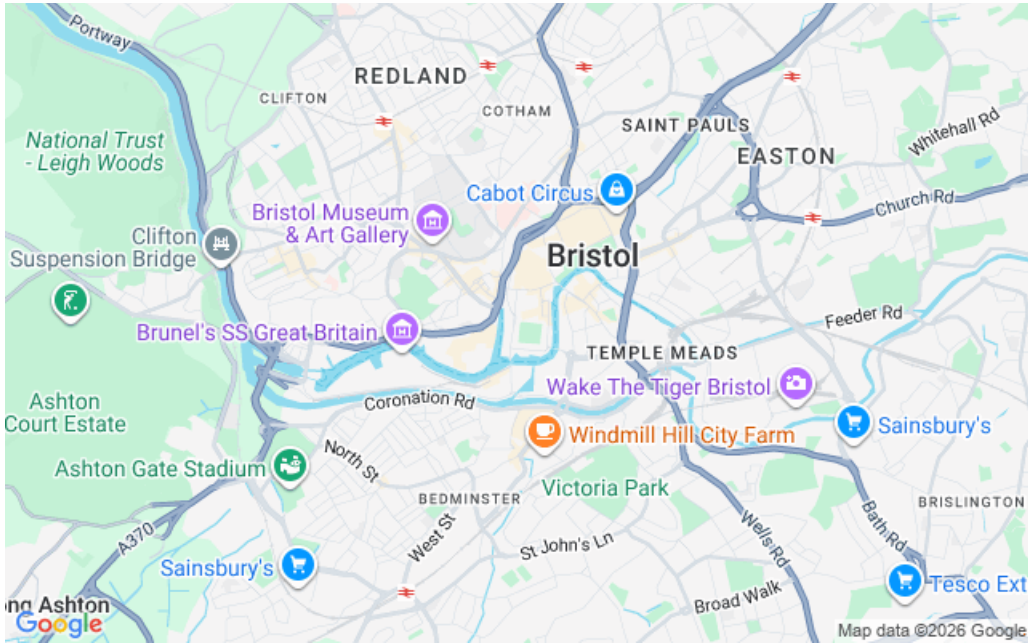 Portway
REDLAND
CLIFTON
COTHAM
SAINT PAULS
Whitehall Rd
National Trust
- Leigh Woods
EASTON
Cabot Circus
Church Rd
Bristol Museum
& Art Gallery
Clifton
Suspension Bridge
Bristol
Feeder Rd
Brunel's SS Great Britain
TEMPLE MEADS
Wake The Tiger Bristol
Ashton
Court Estate
Coronation Rd
Sainsbury's
Windmill Hill City Farm
North St
Ashton Gate Stadium
Victoria Park
BEDMINSTER
BRISLINGTON
A370
West St
St John's Ln
Wells Rd
Bath Rd
Sainsbury's
Tesco Ext
Broad Walk
ng Ashton
Google
Map data ©2026 Google